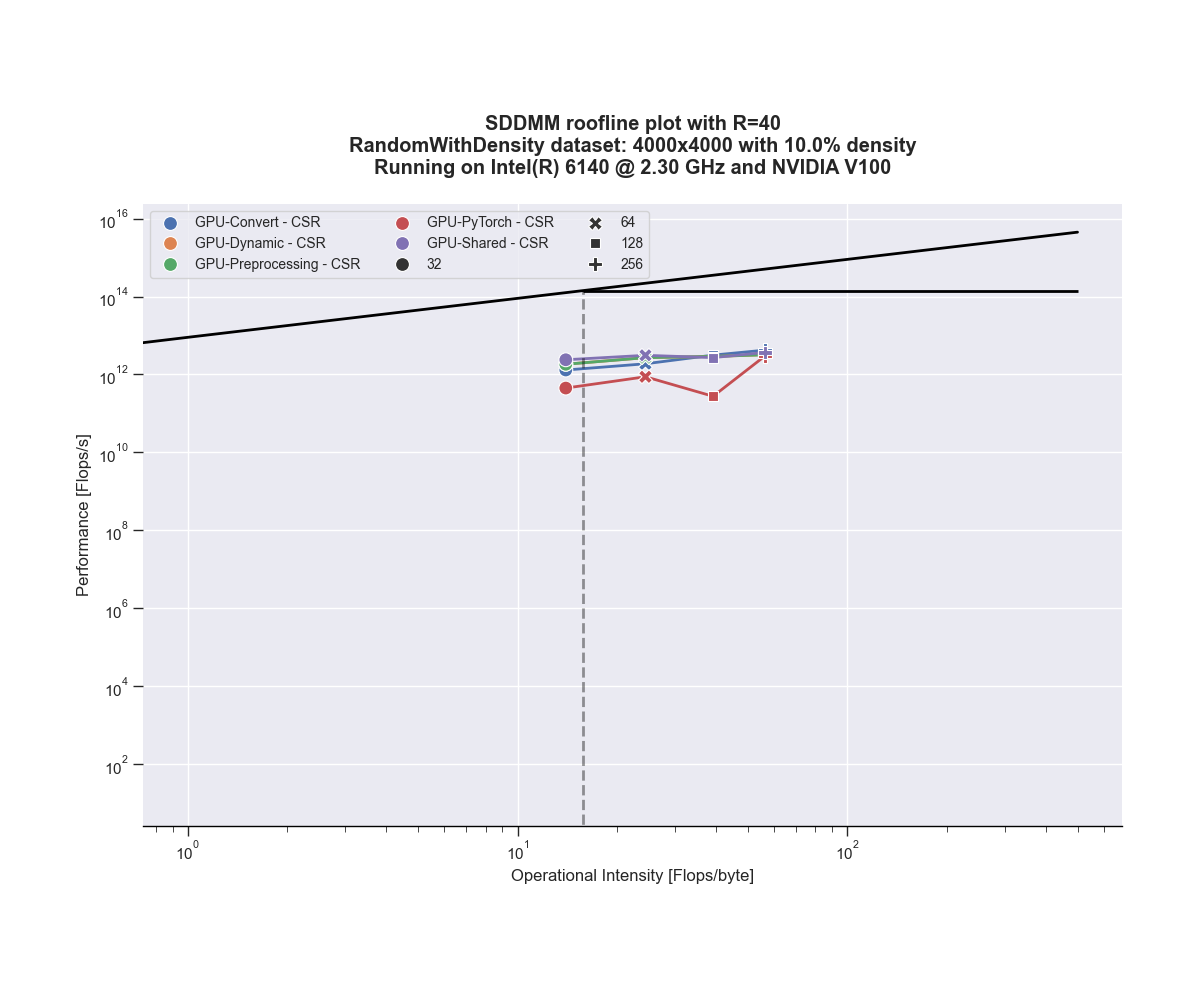 SDDMM roofline plot with R=40
RandomWithDensity dataset: 4000x4000 with 10.0% density
Running on Intel(R) 6140 @ 2.30 GHz and NVIDIA V100
GPU-Convert - CSR
GPU-Dynamic - CSR
GPU-Preprocessing - CSR
GPU-PyTorch - CSR
GPU-Shared - CSR
32
64
128
256
Performance [Flops/s]
10^16
10^14
10^12
10^10
10^8
10^6
10^4
10^2
10^0
10^1
10^2
Operational Intensity [Flops/byte]